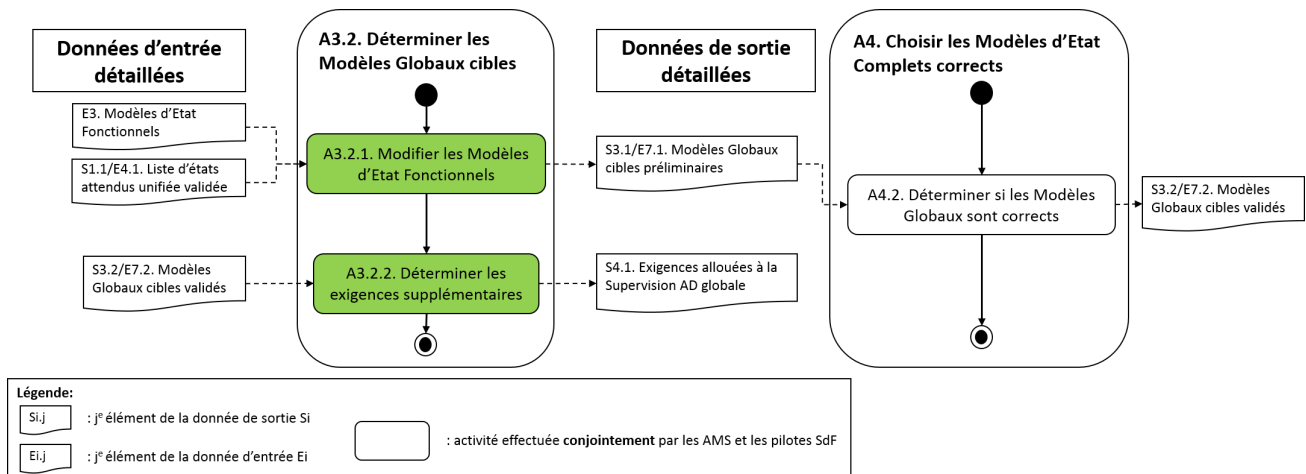 Données d'entrée
détaillées
E3. Modèles d'Etat
Fonctionnels
S1.1/E4.1. Liste d'états
attendus unifiée validée
S3.2/E7.2. Modèles
Globaux cibles validés
A3.2. Déterminer les
Modèles Globaux cibles
A3.2.1. Modifier les Modèles
d'Etat Fonctionnels
A3.2.2. Déterminer les
exigences supplémentaires
Données de sortie
détaillées
S3.1/E7.1. Modèles Globaux
cibles préliminaires
S4.1. Exigences allouées à la
Supervision AD globale
A4. Choisir les Modèles d'Etat
Complets corrects
A4.2. Déterminer si les Modèles
Globaux sont corrects
S3.2/E7.2. Modèles
Globaux cibles validés
Légende:
Si.j : jᵉ élément de la donnée de sortie Si
Ei.j : jᵉ élément de la donnée d'entrée Ei
: activité effectuée conjointement par les AMS et les pilotes SdF